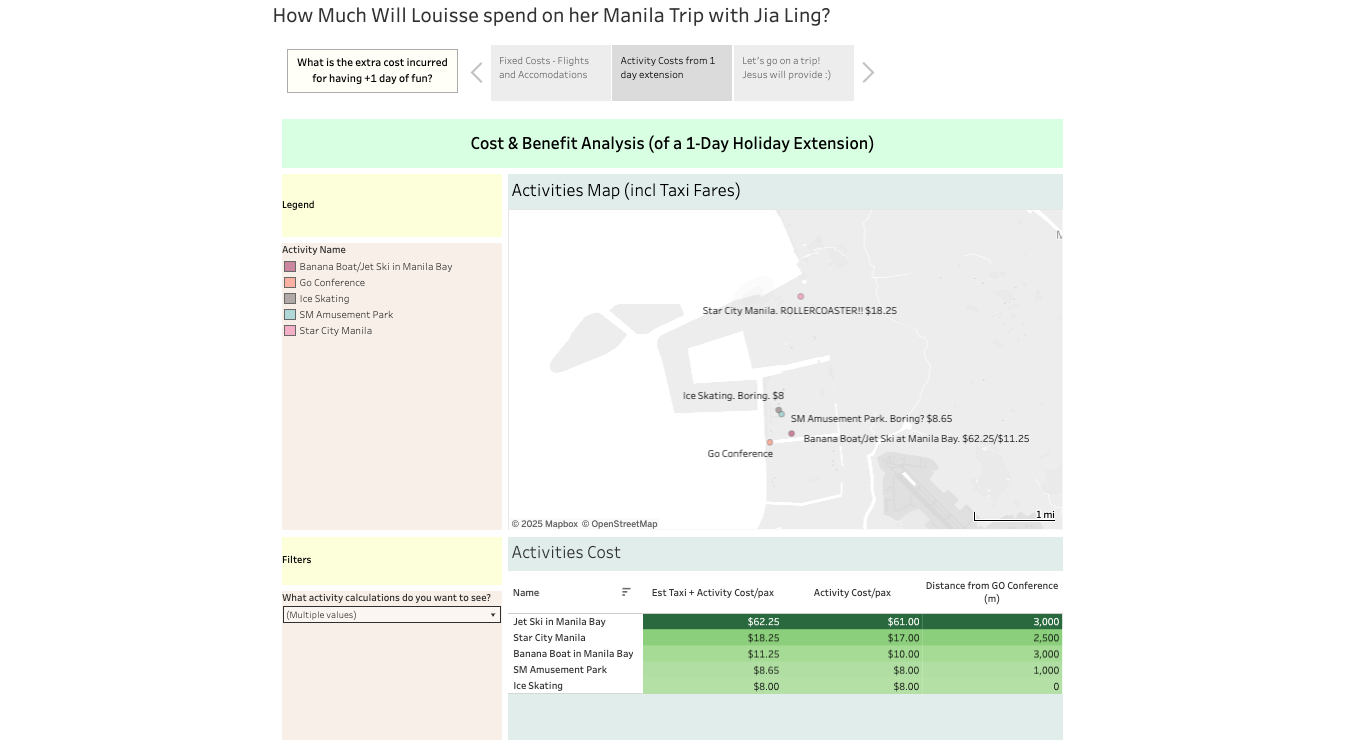 How Much Will Louisse spend on her Manila Trip with Jia Ling?
What is the extra cost incurred
for having +1 day of fun?
Fixed Costs - Flights
and Accomodations
Activity Costs from 1
day extension
Let's go on a trip!
Jesus will provide :)
Cost & Benefit Analysis (of a 1-Day Holiday Extension)
Legend
Activity Name
Banana Boat/Jet Ski in Manila Bay
Go Conference
Ice Skating
SM Amusement Park
Star City Manila
Activities Map (incl Taxi Fares)
Star City Manila. ROLLERCOASTER!! $18.25
Ice Skating. Boring. $8
SM Amusement Park. Boring? $8.65
Banana Boat/Jet Ski at Manila Bay. $62.25/$11.25
Go Conference
1 mi
© 2025 Mapbox © OpenStreetMap
Filters
What activity calculations do you want to see?
(Multiple values)
Activities Cost
Name Est Taxi + Activity Cost/pax Activity Cost/pax Distance from GO Conference
(m)
Jet Ski in Manila Bay $62.25 $61.00 3,000
Star City Manila $18.25 $17.00 2,500
Banana Boat in Manila Bay $11.25 $10.00 3,000
SM Amusement Park $8.65 $8.00 1,000
Ice Skating $8.00 $8.00 0